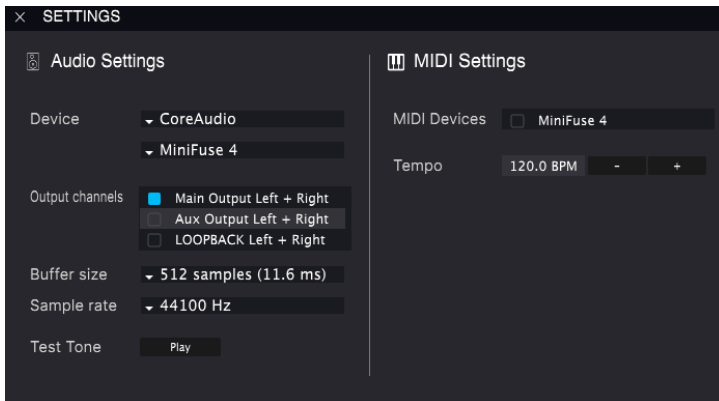 × SETTINGS
Audio Settings
Device
CoreAudio
MiniFuse 4
Output channels
Main Output Left + Right
Aux Output Left + Right
LOOPBACK Left + Right
Buffer size
512 samples (11.6 ms)
Sample rate
44100 Hz
Test Tone
Play
MIDI Settings
MIDI Devices
MiniFuse 4
Tempo
120.0 BPM - +